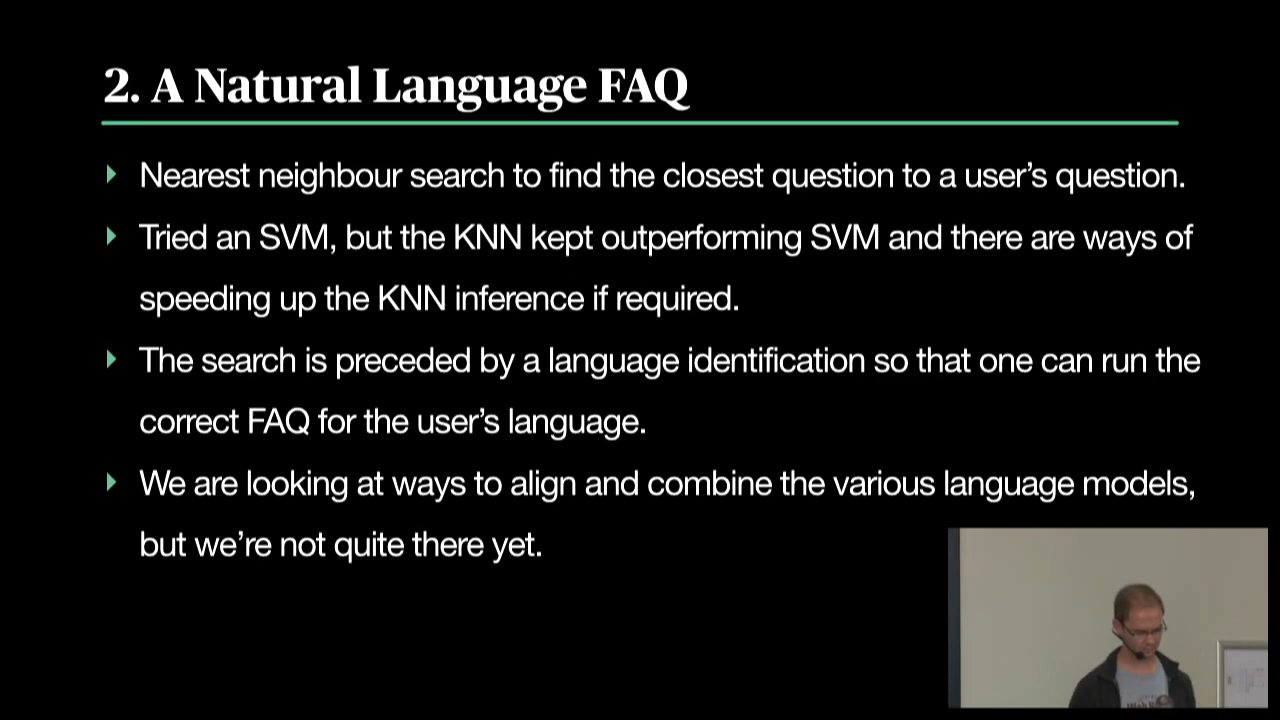 2. A Natural Language FAQ
Nearest neighbour search to find the closest question to a user’s question.
Tried an SVM, but the KNN kept outperforming SVM and there are ways of
speeding up the KNN inference if required.
The search is preceded by a language identification so that one can run the
correct FAQ for the user’s language.
We are looking at ways to align and combine the various language models,
but we’re not quite there yet.